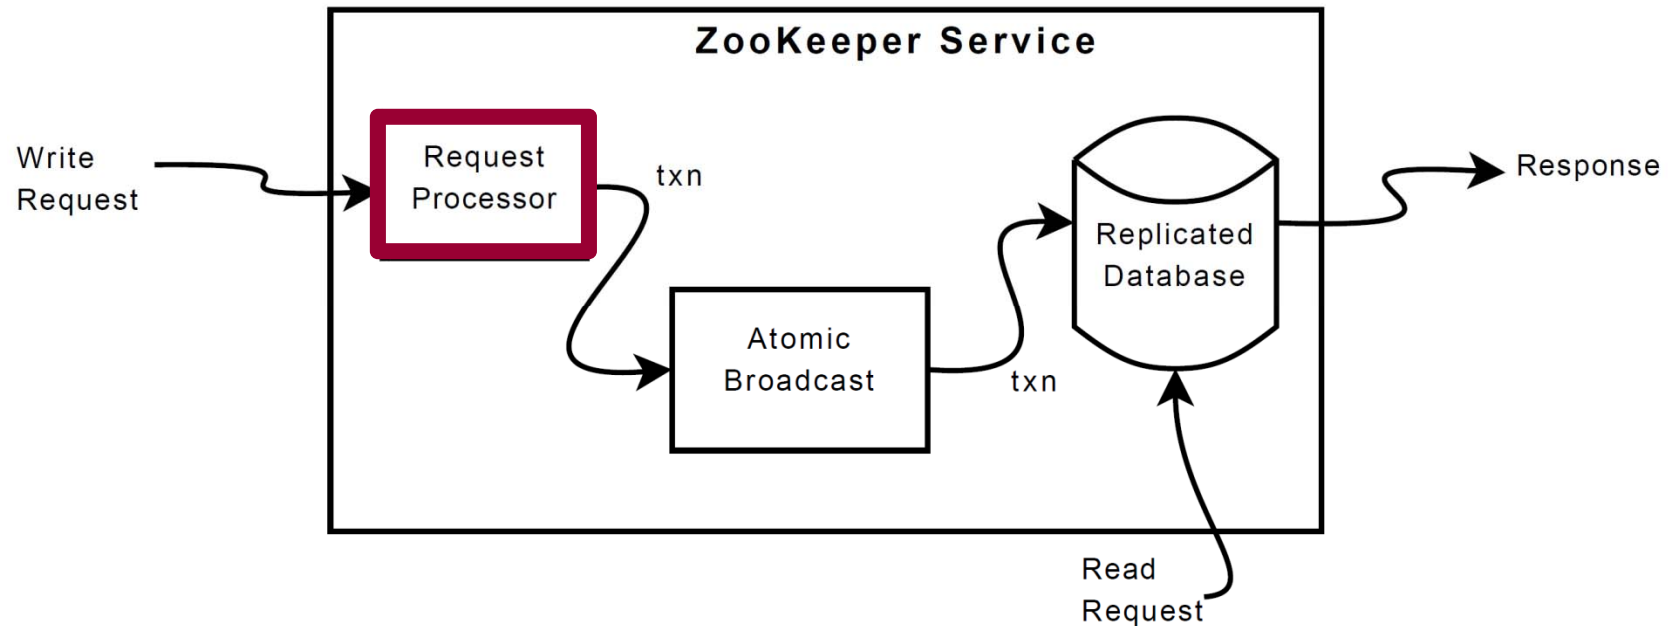 ZooKeeper Service
Write
Request
Request
Processor
txn
Atomic
Broadcast
txn
Replicated
Database
Response
Read
Request